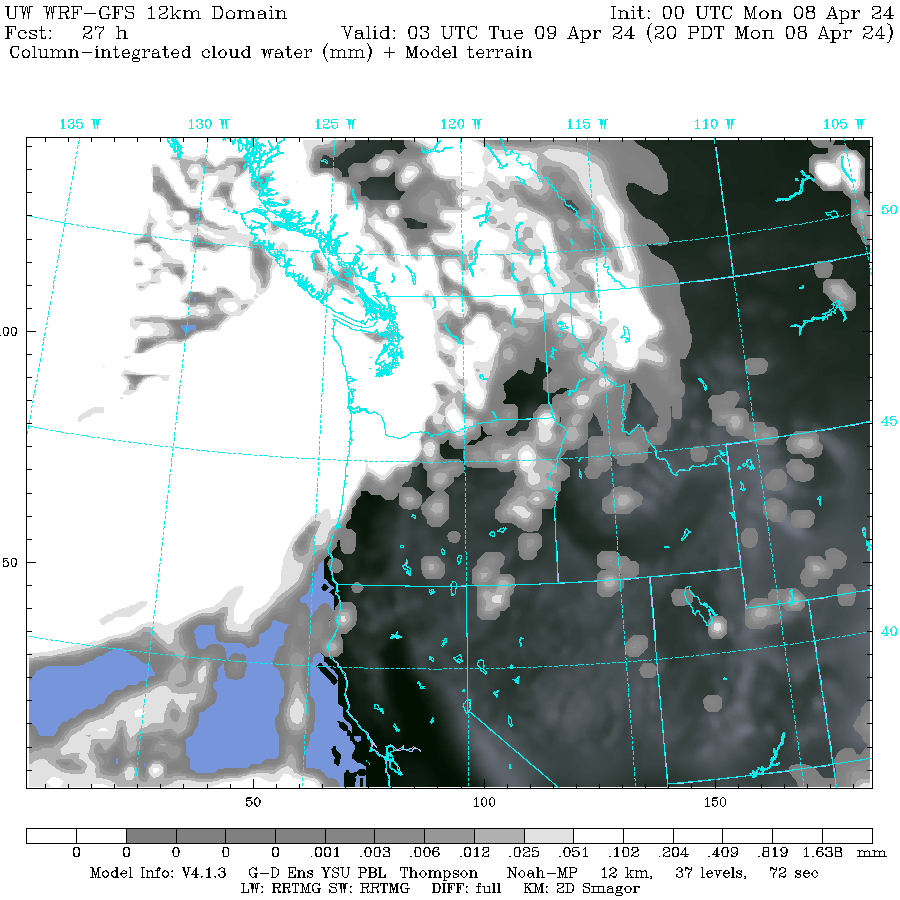 UW WRF-GFS 12km Domain Init: 00 UTC Mon 08 Apr 24
Fcst: 27 h Valid: 03 UTC Tue 09 Apr 24 (20 PDT Mon 08 Apr 24)
Column-integrated cloud water (mm) + Model terrain
135 W 130 W 125 W 120 W 115 W 110 W 105 W
50
00
45
50
40
50 100 150
0 0 0 0 0 .001 .003 .006 .012 .025 .051 .102 .204 .409 .819 1.638 mm
Model Info: V4.1.3 G-D Ens YSU PBL Thompson Noah-MP 12 km, 37 levels, 72 sec
LW: RRTMG SW: RRTMG DIFF: full KM: 2D Smagor